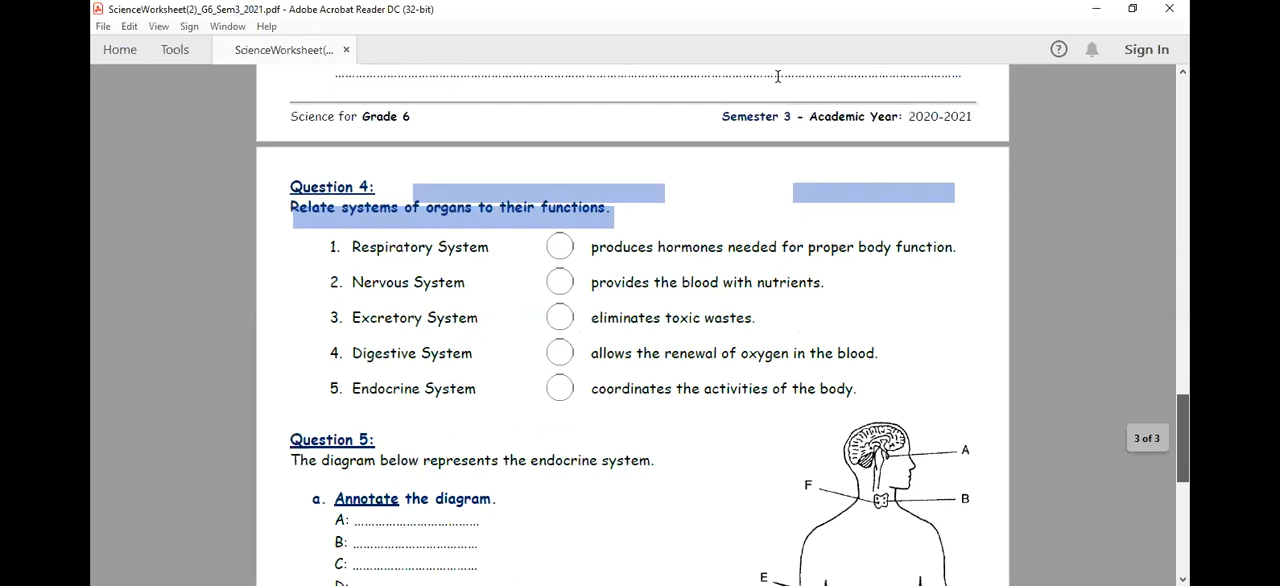 ScienceWorksheet(2)_G6_Sem3_2021.pdf - Adobe Acrobat Reader DC (32-bit)
File Edit View Sign Window Help
Home Tools ScienceWorksheet(... × ? Sign In
Science for Grade 6 Semester 3 - Academic Year: 2020-2021
Question 4:
Relate systems of organs to their functions.
1. Respiratory System produces hormones needed for proper body function.
2. Nervous System provides the blood with nutrients.
3. Excretory System eliminates toxic wastes.
4. Digestive System allows the renewal of oxygen in the blood.
5. Endocrine System coordinates the activities of the body.
3 of 3
Question 5:
The diagram below represents the endocrine system.
a. Annotate the diagram.
A: ........................................
B: ........................................
C: ........................................
D:
A
F
B
E